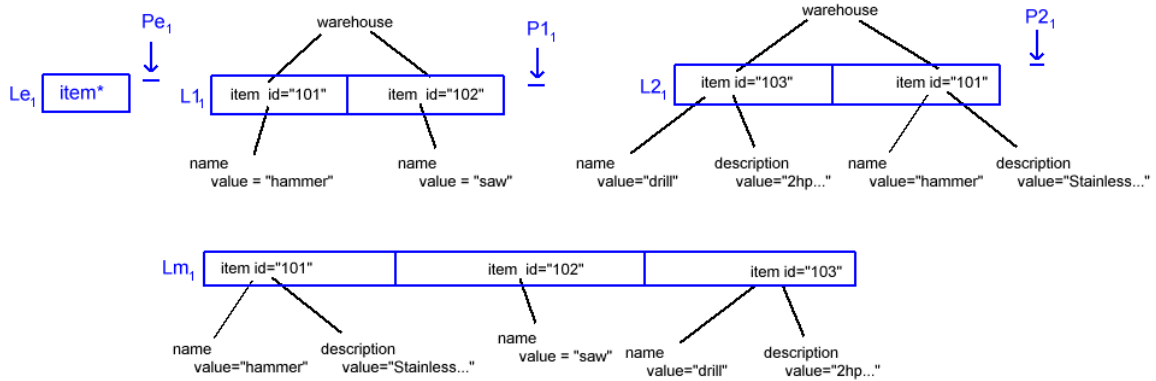 Pe1
warehouse
P11
warehouse
P21
Le1
item*
L11
item id="101"
item id="102"
L21
item id="103"
item id="101"
name
value = "hammer"
name
value = "saw"
name
value="drill"
description
value="2hp..."
name
value="hammer"
description
value="Stainless..."
Lm1
item id="101"
item id="102"
item id="103"
name
value="hammer"
description
value="Stainless..."
name
value = "saw"
name
value="drill"
description
value="2hp..."